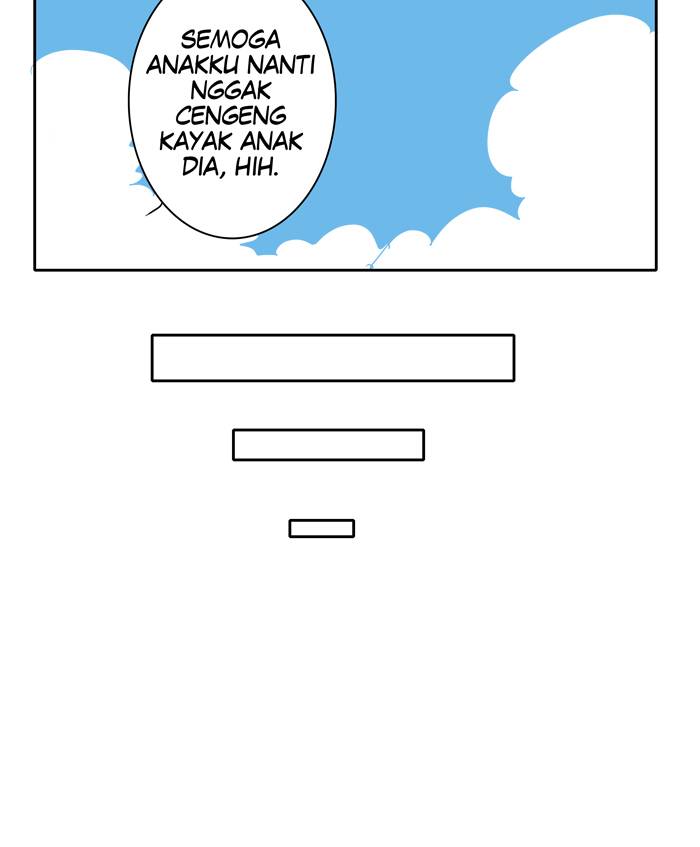 SEMOGA
ANAKKU NANTI
NGGAK
CENGENG
KAYAK ANAK
DIA, HIH.